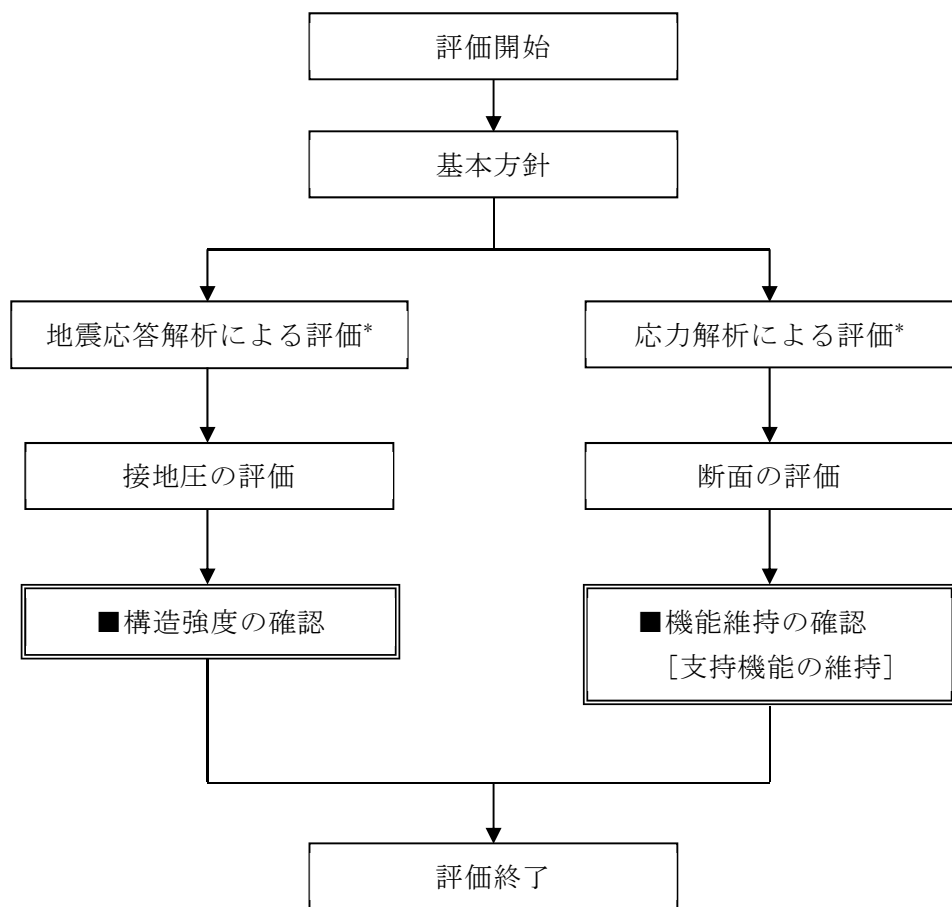 評価開始
基本方針
地震応答解析による評価*
応力解析による評価*
接地圧の評価
断面の評価
■構造強度の確認
■機能維持の確認
[支持機能の維持]
評価終了